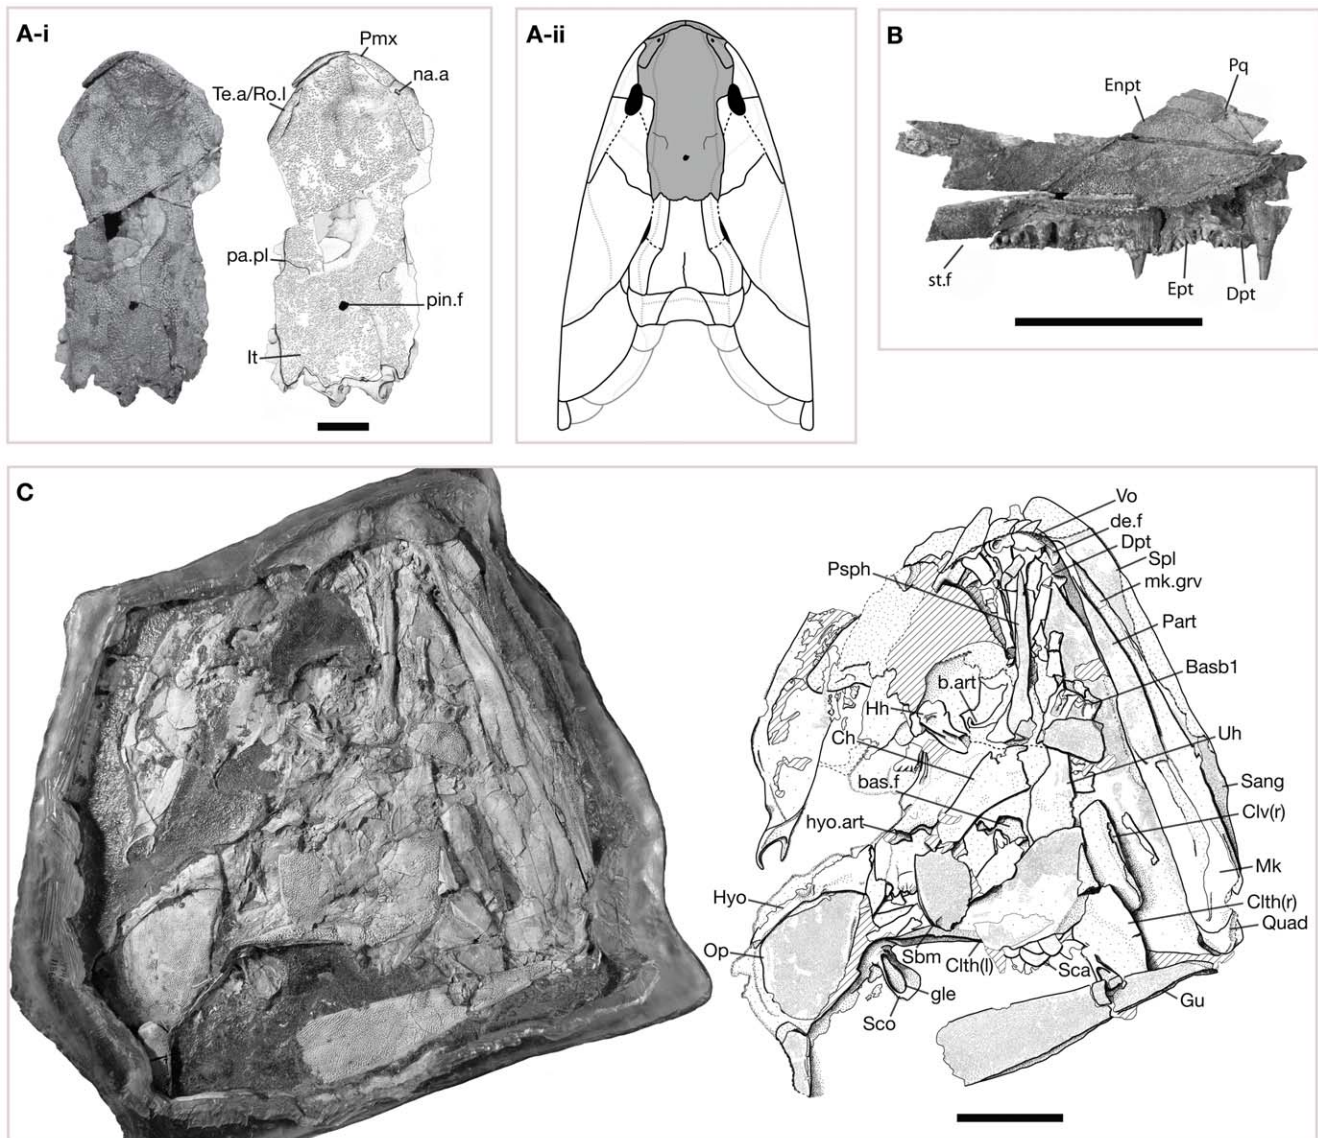 A-i
Pmx
na.a
Te.a/Ro.l
pa.pl
pin.f
It
A-ii
B
Pq
Enpt
st.f
Ept
Dpt
C
Vo
de.f
Dpt
Spl
mk.grv
Psph
Part
Basb1
b.art
Hh
Uh
Ch
Sang
bas.f
Clv(r)
hyo.art
Mk
Hyo
Clth(r)
Quad
Op
Sbm
Clth(l)
Sca
gle
Gu
Sco